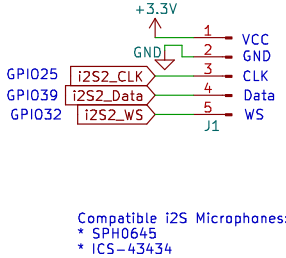 +3.3V
1 VCC
GND 2 GND
GPIO25 i2S2_CLK 3 CLK
GPIO39 i2S2_Data 4 Data
GPIO32 i2S2_WS 5 WS
J1
Compatible i2S Microphones:
* SPH0645
* ICS-43434